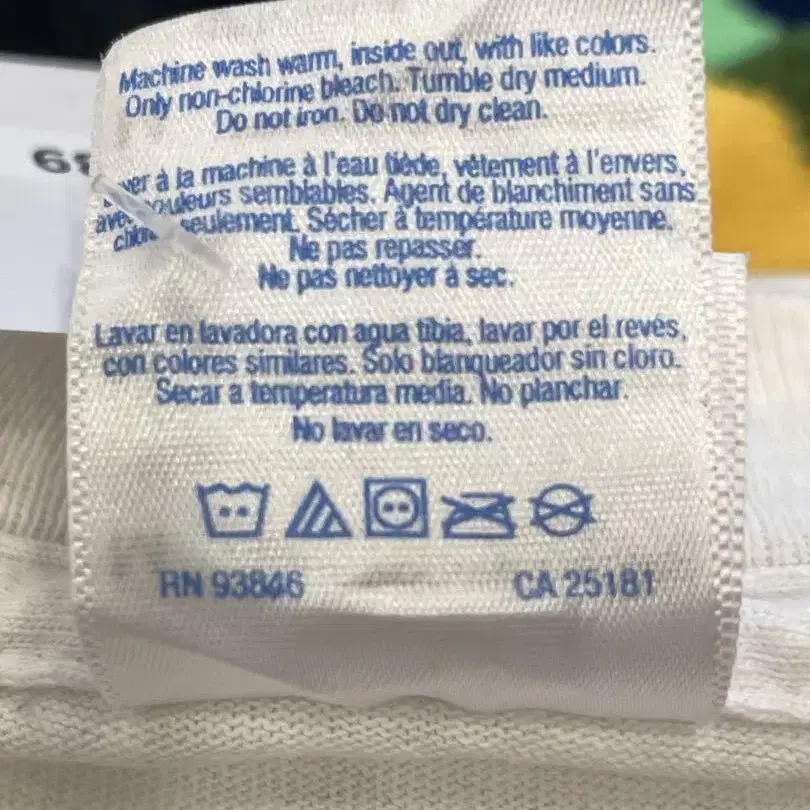 Machine wash warm, inside out, with like colors.
Only non-chlorine bleach. Tumble dry medium.
Do not iron. Do not dry clean.
à la machine à l'eau tiède, vêtement à l'envers,
couleurs semblables. Agent de blanchiment sans
seulement. Sécher à température moyenne.
Ne pas repasser.
Ne pas nettoyer à sec.
Lavar en lavadora con agua tibia, lavar por el revés,
con colores similares. Solo blanqueador sin cloro.
Secar a temperatura media. No planchar.
No lavar en seco.
RN 93846
CA 25181